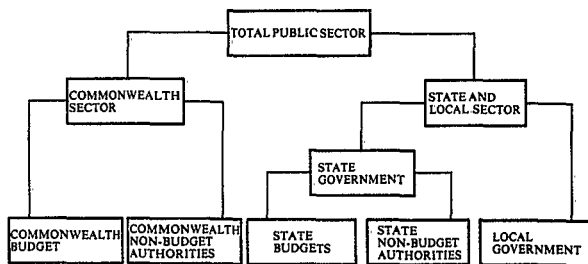 TOTAL PUBLIC SECTOR
COMMONWEALTH
SECTOR
STATE AND
LOCAL SECTOR
STATE
GOVERNMENT
COMMONWEALTH
BUDGET
COMMONWEALTH
NON-BUDGET
AUTHORITIES
STATE
BUDGETS
STATE
NON-BUDGET
AUTHORITIES
LOCAL
GOVERNMENT